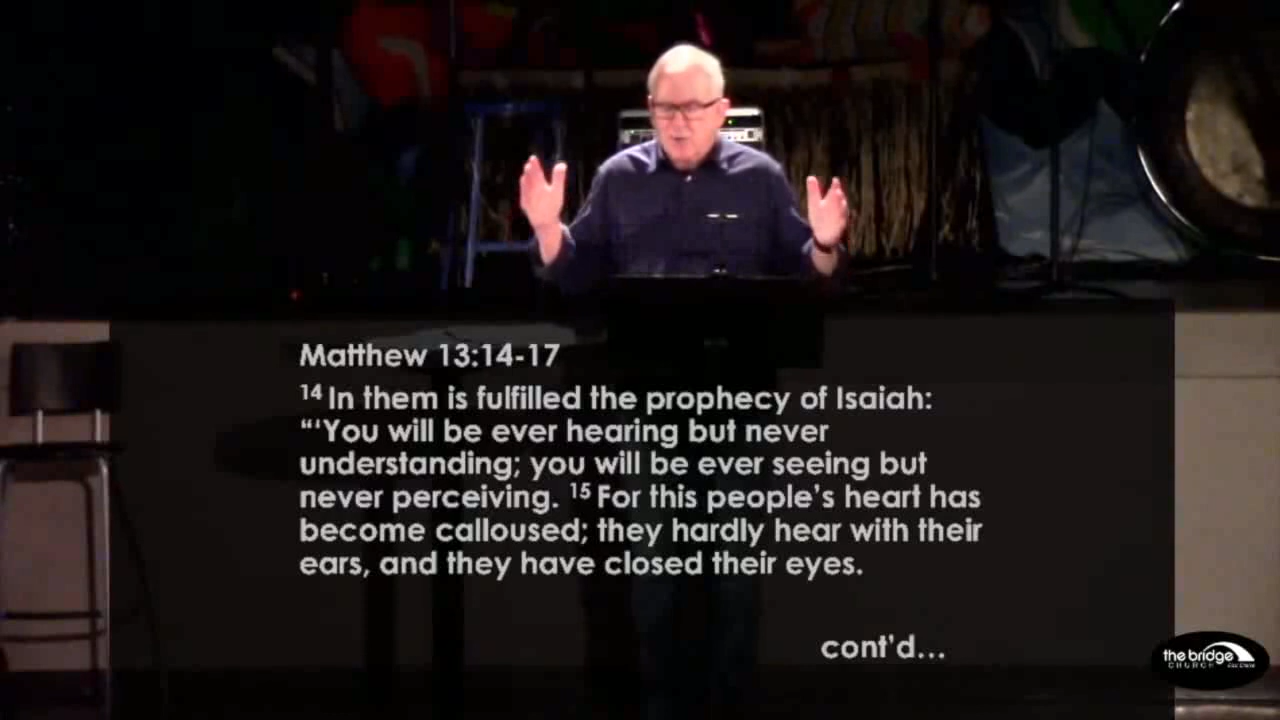 Matthew 13:14-17
14 In them is fulfilled the prophecy of Isaiah:
“‘You will be ever hearing but never
understanding; you will be ever seeing but
never perceiving. 15 For this people’s heart has
become calloused; they hardly hear with their
ears, and they have closed their eyes.
cont’d...
the bridge
CHURCH